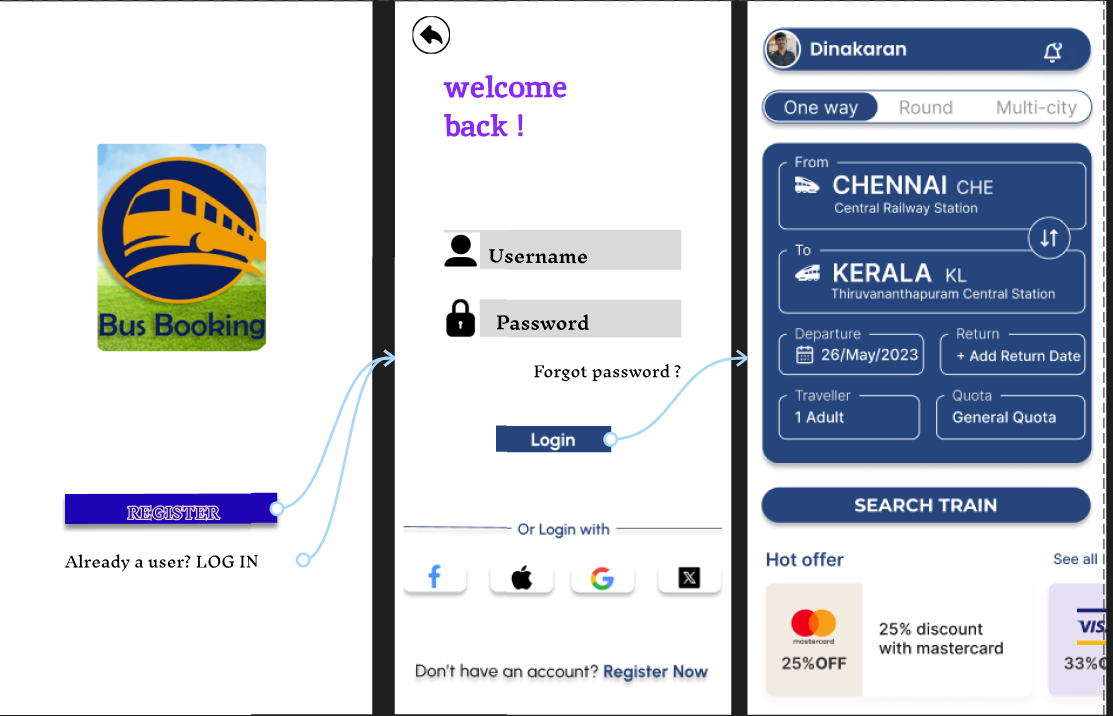 Bus Booking
REGISTER
Already a user? LOG IN
welcome
back !
Username
Password
Forgot password ?
Login
Or Login with
Don't have an account? Register Now
Dinakaran
One way Round Multi-city
From
CHENNAI CHE
Central Railway Station
To
KERALA KL
Thiruvananthapuram Central Station
Departure Return
26/May/2023 + Add Return Date
Traveller Quota
1 Adult General Quota
SEARCH TRAIN
Hot offer See all
mastercard
25%OFF
25% discount
with mastercard
VIS
33%